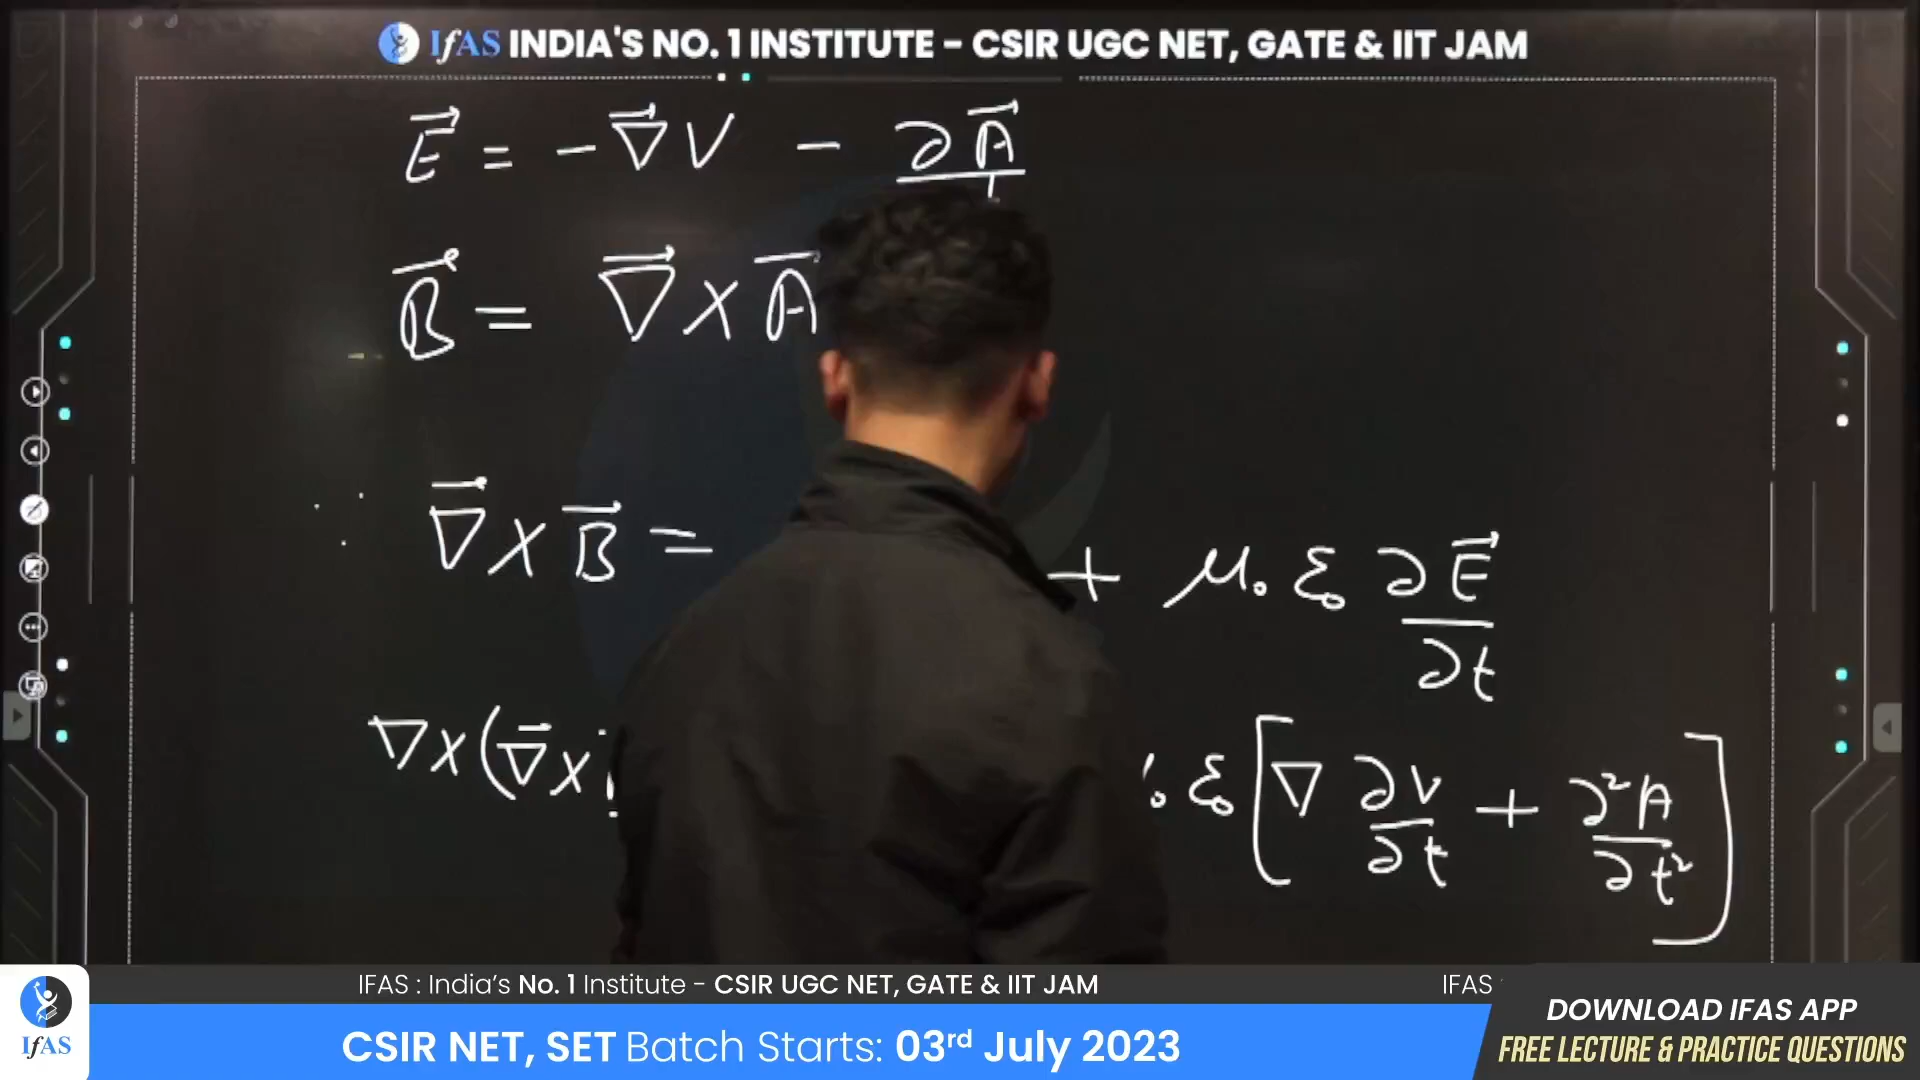 IfAS INDIA'S NO. 1 INSTITUTE - CSIR UGC NET, GATE & IIT JAM
E⃗ = - ∇⃗ V - ∂A⃗
B⃗ = ∇⃗ X A⃗
∇⃗ X B⃗ = + μ₀ ε₀ ∂E⃗/∂t
∇ X (∇⃗ X ε₀ [∇ ∂V/∂t + ∂²A/∂t²]
IFAS : India's No. 1 Institute - CSIR UGC NET, GATE & IIT JAM IFAS
DOWNLOAD IFAS APP
FREE LECTURE & PRACTICE QUESTIONS
IfAS
CSIR NET, SET Batch Starts: 03rd July 2023